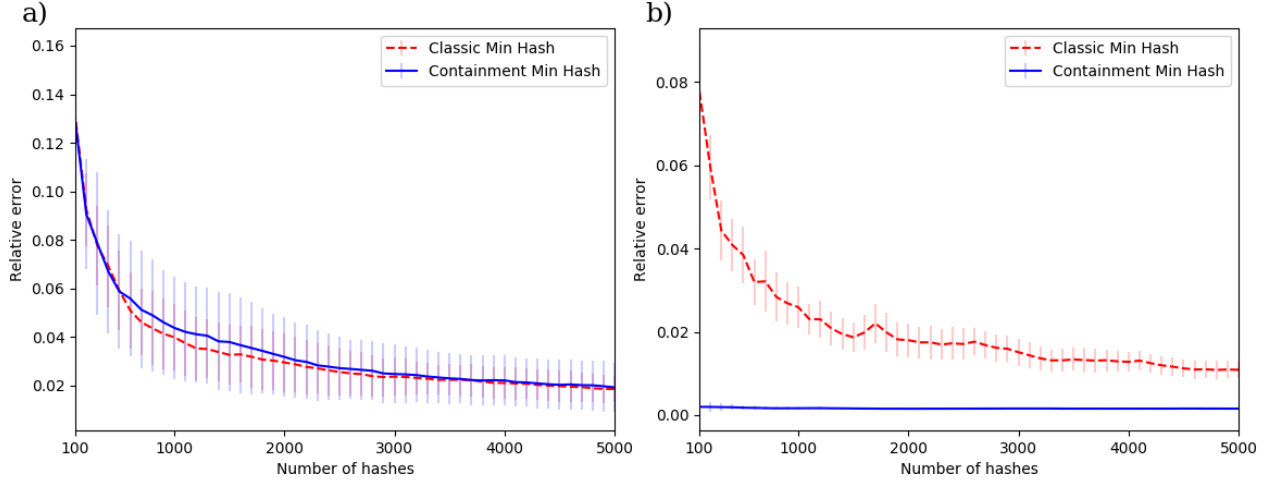 a)
0.16
0.14
0.12
0.10
0.08
0.06
0.04
0.02
Relative error
Classic Min Hash
Containment Min Hash
100
1000
2000
3000
4000
5000
Number of hashes
b)
0.08
0.06
0.04
0.02
0.00
Relative error
Classic Min Hash
Containment Min Hash
100
1000
2000
3000
4000
5000
Number of hashes